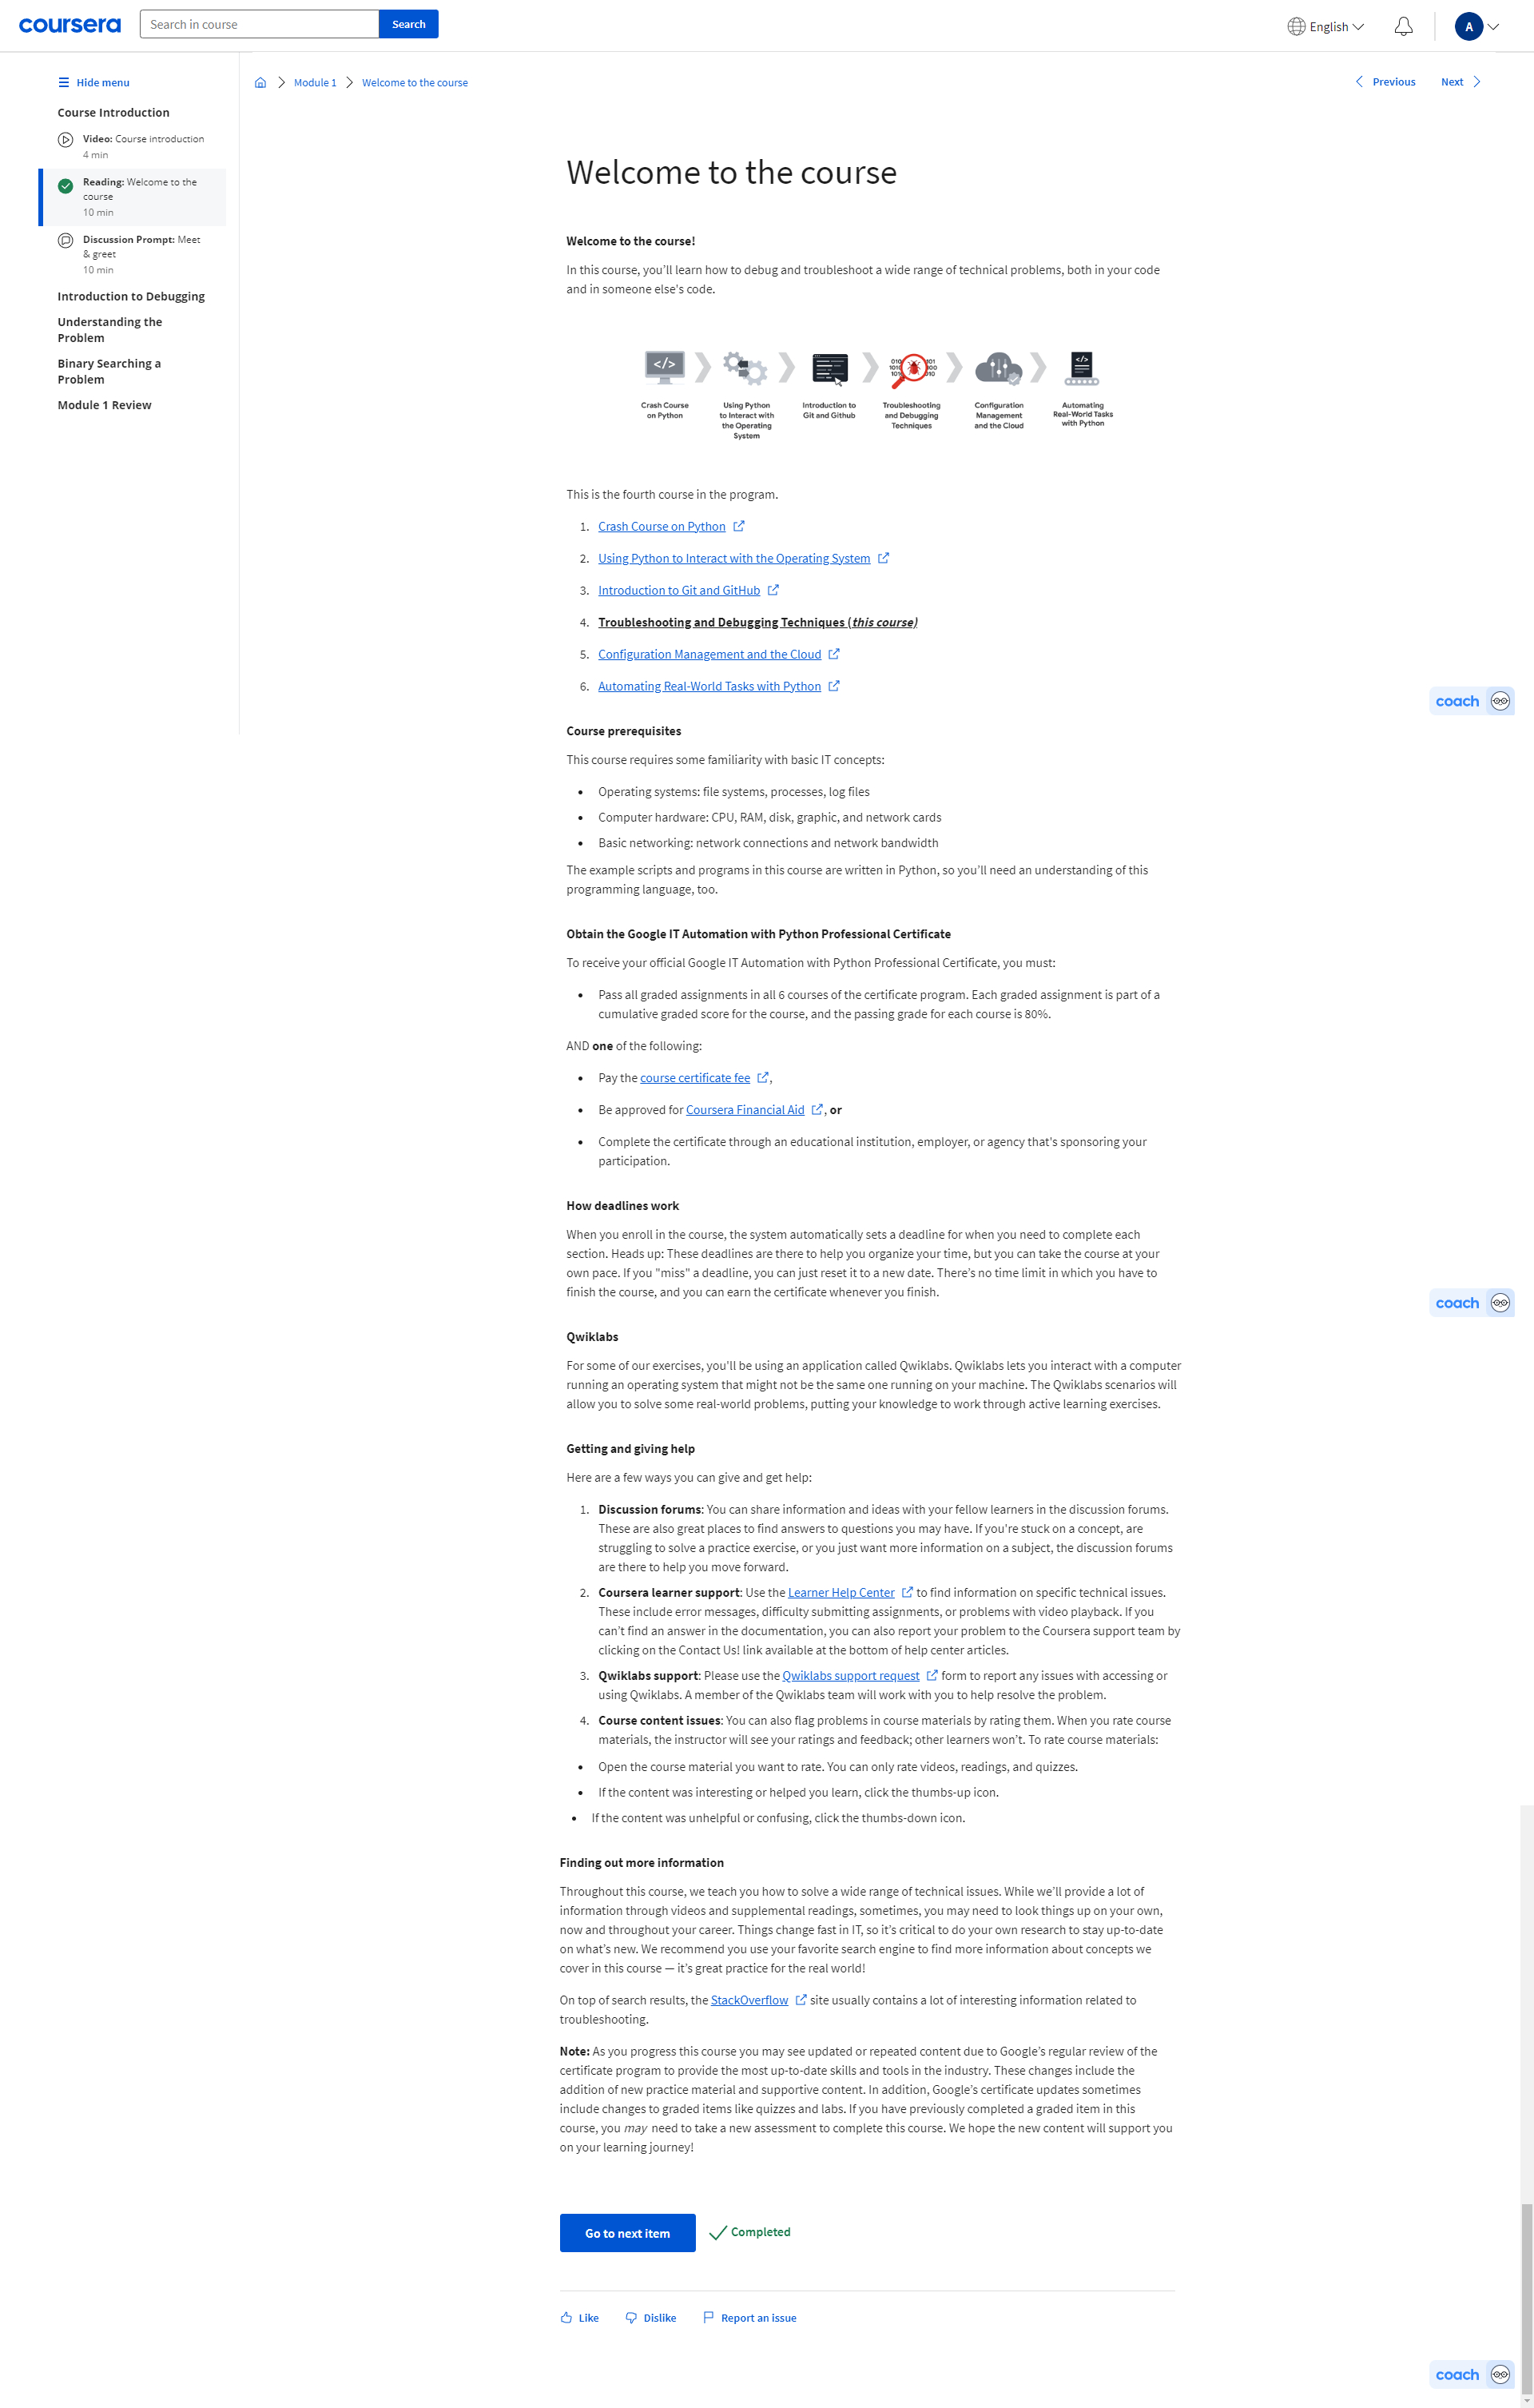 coursera
Search in course
Search
English
A
Hide menu
Course Introduction
Video: Course introduction
4 min
Reading: Welcome to the
course
10 min
Discussion Prompt: Meet
& greet
10 min
Introduction to Debugging
Understanding the
Problem
Binary Searching a
Problem
Module 1 Review
Module 1
Welcome to the course
Previous
Next
Welcome to the course
Welcome to the course!
In this course, you’ll learn how to debug and troubleshoot a wide range of technical problems, both in your code
and in someone else's code.
Crash Course
on Python
Using Python
to Interact with
the Operating
System
Introduction to
Git and Github
Troubleshooting
and Debugging
Techniques
Configuration
Management
and the Cloud
Automating
Real-World Tasks
with Python
This is the fourth course in the program.
1. Crash Course on Python
2. Using Python to Interact with the Operating System
3. Introduction to Git and GitHub
4. Troubleshooting and Debugging Techniques (this course)
5. Configuration Management and the Cloud
6. Automating Real-World Tasks with Python
coach
Course prerequisites
This course requires some familiarity with basic IT concepts:
• Operating systems: file systems, processes, log files
• Computer hardware: CPU, RAM, disk, graphic, and network cards
• Basic networking: network connections and network bandwidth
The example scripts and programs in this course are written in Python, so you’ll need an understanding of this
programming language, too.
Obtain the Google IT Automation with Python Professional Certificate
To receive your official Google IT Automation with Python Professional Certificate, you must:
• Pass all graded assignments in all 6 courses of the certificate program. Each graded assignment is part of a
cumulative graded score for the course, and the passing grade for each course is 80%.
AND one of the following:
• Pay the course certificate fee ,
• Be approved for Coursera Financial Aid , or
• Complete the certificate through an educational institution, employer, or agency that's sponsoring your
participation.
How deadlines work
When you enroll in the course, the system automatically sets a deadline for when you need to complete each
section. Heads up: These deadlines are there to help you organize your time, but you can take the course at your
own pace. If you "miss" a deadline, you can just reset it to a new date. There’s no time limit in which you have to
finish the course, and you can earn the certificate whenever you finish.
coach
Qwiklabs
For some of our exercises, you'll be using an application called Qwiklabs. Qwiklabs lets you interact with a computer
running an operating system that might not be the same one running on your machine. The Qwiklabs scenarios will
allow you to solve some real-world problems, putting your knowledge to work through active learning exercises.
Getting and giving help
Here are a few ways you can give and get help:
1. Discussion forums: You can share information and ideas with your fellow learners in the discussion forums.
These are also great places to find answers to questions you may have. If you're stuck on a concept, are
struggling to solve a practice exercise, or you just want more information on a subject, the discussion forums
are there to help you move forward.
2. Coursera learner support: Use the Learner Help Center to find information on specific technical issues.
These include error messages, difficulty submitting assignments, or problems with video playback. If you
can’t find an answer in the documentation, you can also report your problem to the Coursera support team by
clicking on the Contact Us! link available at the bottom of help center articles.
3. Qwiklabs support: Please use the Qwiklabs support request form to report any issues with accessing or
using Qwiklabs. A member of the Qwiklabs team will work with you to help resolve the problem.
4. Course content issues: You can also flag problems in course materials by rating them. When you rate course
materials, the instructor will see your ratings and feedback; other learners won’t. To rate course materials:
• Open the course material you want to rate. You can only rate videos, readings, and quizzes.
• If the content was interesting or helped you learn, click the thumbs-up icon.
• If the content was unhelpful or confusing, click the thumbs-down icon.
Finding out more information
Throughout this course, we teach you how to solve a wide range of technical issues. While we’ll provide a lot of
information through videos and supplemental readings, sometimes, you may need to look things up on your own,
now and throughout your career. Things change fast in IT, so it’s critical to do your own research to stay up-to-date
on what’s new. We recommend you use your favorite search engine to find more information about concepts we
cover in this course — it’s great practice for the real world!
On top of search results, the StackOverflow site usually contains a lot of interesting information related to
troubleshooting.
Note: As you progress this course you may see updated or repeated content due to Google’s regular review of the
certificate program to provide the most up-to-date skills and tools in the industry. These changes include the
addition of new practice material and supportive content. In addition, Google’s certificate updates sometimes
include changes to graded items like quizzes and labs. If you have previously completed a graded item in this
course, you may need to take a new assessment to complete this course. We hope the new content will support you
on your learning journey!
Go to next item
Completed
Like
Dislike
Report an issue
coach